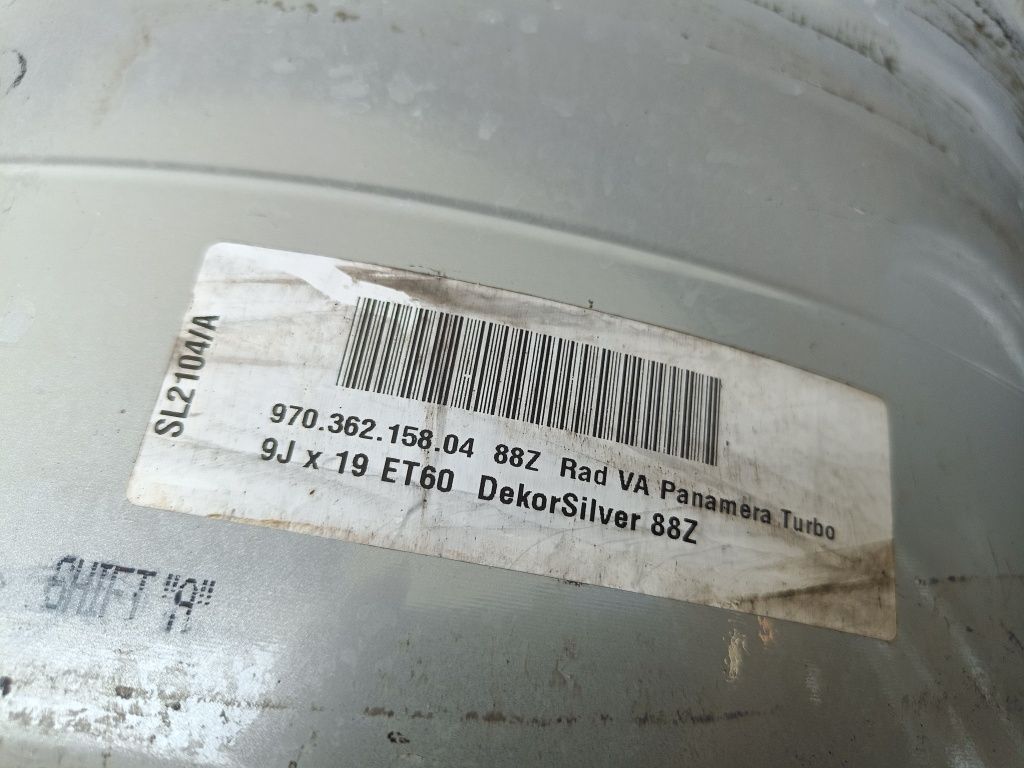 SL2104/A
970.362.158.04 88Z Rad VA Panamera Turbo
9J x 19 ET60 DekorSilver 88Z
SHIFT "A"